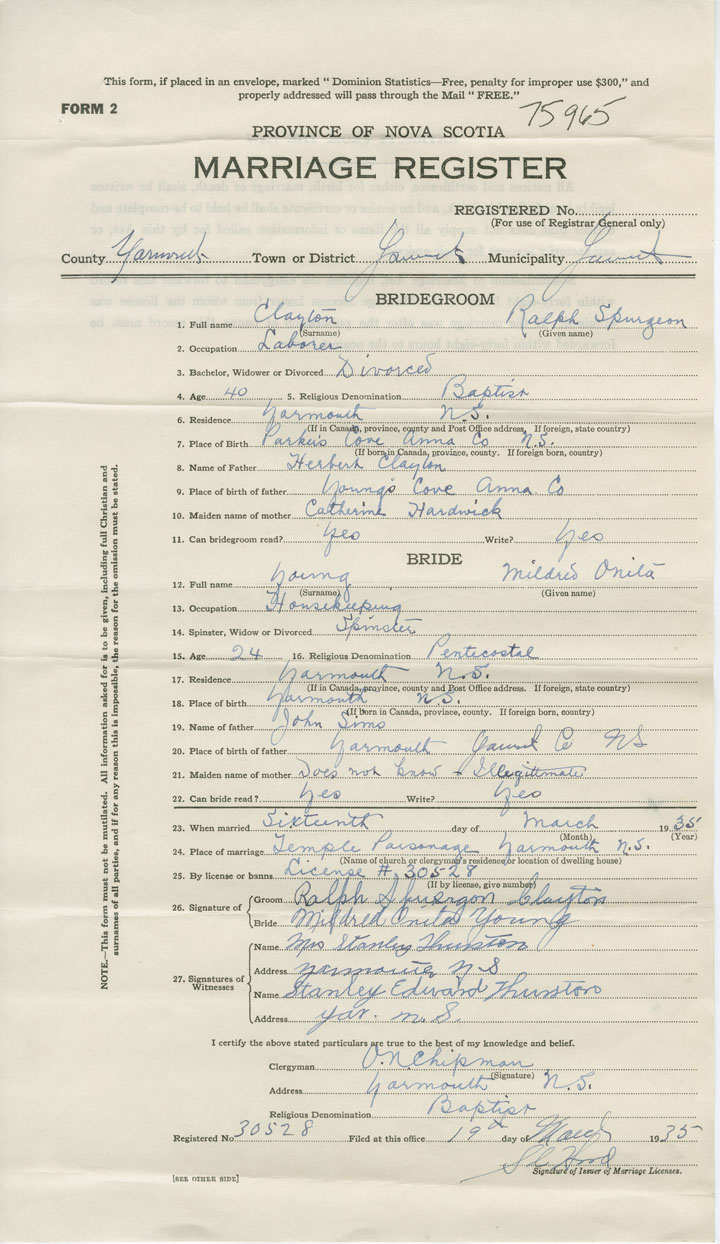 This form, if placed in an envelope, marked "Dominion Statistics—Free, penalty for improper use $300," and
properly addressed will pass through the Mail "FREE."
FORM 2
75965
PROVINCE OF NOVA SCOTIA
MARRIAGE REGISTER
REGISTERED No.
(For use of Registrar General only)
County Yarmouth Town or District Yarmouth Municipality Yarmouth
BRIDEGROOM
1. Full name Clayton Ralph Spurgeon
(Surname) (Given name)
2. Occupation Laborer
3. Bachelor, Widower or Divorced Divorced
4. Age 40 5. Religious Denomination Baptist
6. Residence Yarmouth N.S.
(If in Canada, province, county and Post Office address. If foreign, state country)
7. Place of Birth Parkers Cove Anna Co N.S.
(If born in Canada, province, county. If foreign born, country)
8. Name of Father Herbert Clayton
9. Place of birth of father Young's Cove Anna Co
10. Maiden name of mother Catherine Hardwick
11. Can bridegroom read? Yes Write? Yes
BRIDE
12. Full name Young Mildred Onita
(Surname) (Given name)
13. Occupation Housekeeping
14. Spinster, Widow or Divorced Spinster
15. Age 24 16. Religious Denomination Pentecostal
17. Residence Yarmouth N.S.
(If in Canada, province, county and Post Office address. If foreign, state country)
18. Place of birth Yarmouth N.S.
(If born in Canada, province, county. If foreign born, country)
19. Name of father John Sims
20. Place of birth of father Yarmouth Co NS
21. Maiden name of mother Does not know + Illegitimate
22. Can bride read? Yes Write? Yes
23. When married Sixteenth day of March 1935
(Month) (Year)
24. Place of marriage Temple Parsonage Yarmouth N.S.
(Name of church or clergyman's residence or location of dwelling house)
25. By license or banns License # 30528
(If by license, give number)
26. Signature of
Groom Ralph Spurgon Clayton
Bride Mildred Onita Young
27. Signatures of Witnesses
Name Mrs Stanley Thurston
Address Yarmouth N S
Name Stanley Edward Thurston
Address Yar. N.S.
I certify the above stated particulars are true to the best of my knowledge and belief.
Clergyman O.N. Chipman
(Signature)
Address Yarmouth N.S.
Religious Denomination Baptist
Registered No. 30528 Filed at this office 19th day of March 1935
Signature of Issuer of Marriage Licenses.
[SEE OTHER SIDE]
NOTE.—This form must not be mutilated. All information asked for is to be given, including full Christian and
surnames of all parties, and if for any reason this is impossible, the reason for the omission must be stated.